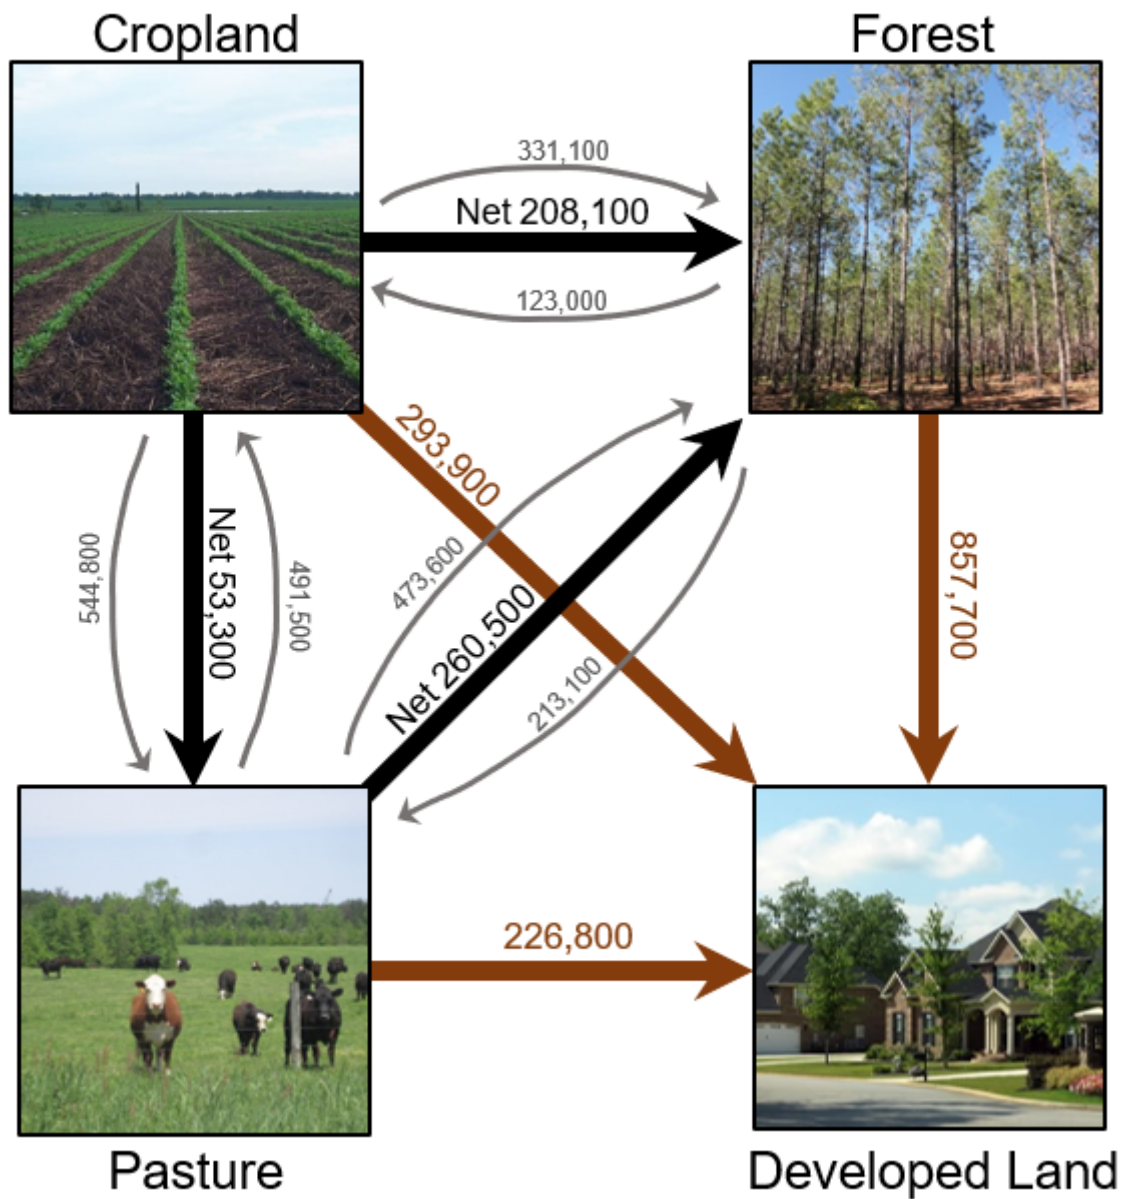 Cropland
Forest
331,100
Net 208,100
123,000
293,900
544,800
Net 53,300
491,500
473,600
Net 260,500
213,100
857,700
226,800
Pasture
Developed Land